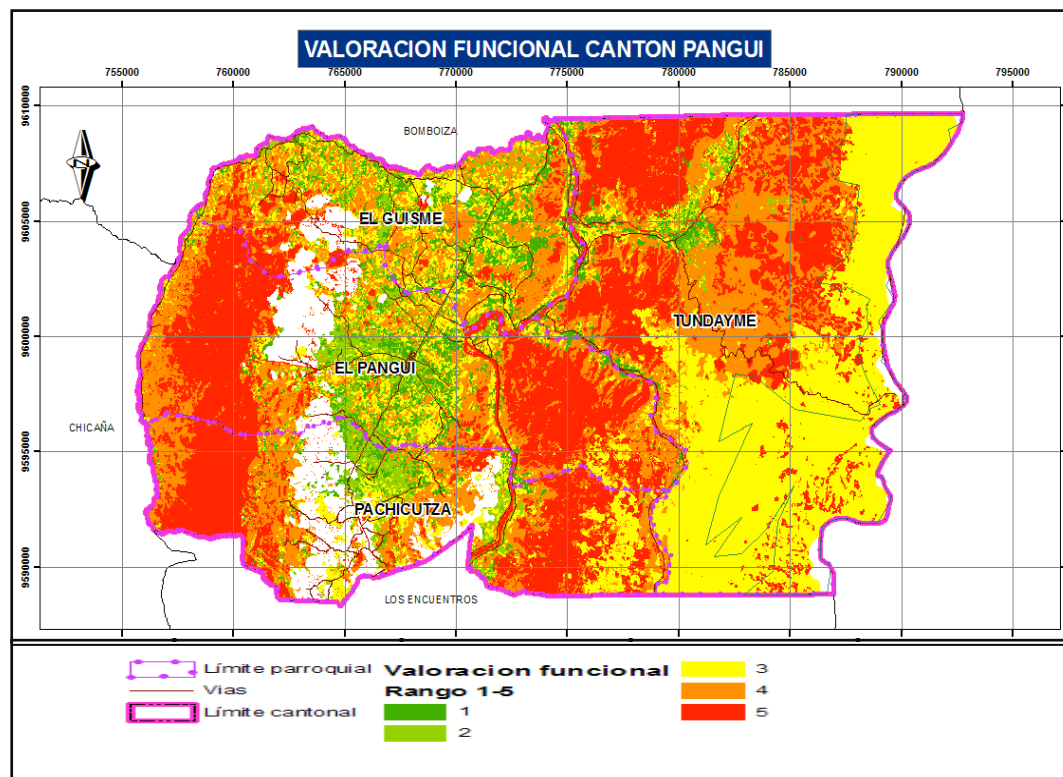 VALORACION FUNCIONAL CANTON PANGUI
755000 760000 765000 770000 775000 780000 785000 790000 795000
9610000
BOMBOIZA
9605000
EL GUISME
TUNDAYME
9600000
EL PANGUI
CHICAÑA
9595000
PACHICUTZA
9590000
LOS ENCUENTROS
Límite parroquial
Vias
Límite cantonal
Valoracion funcional
Rango 1-5
1
2
3
4
5